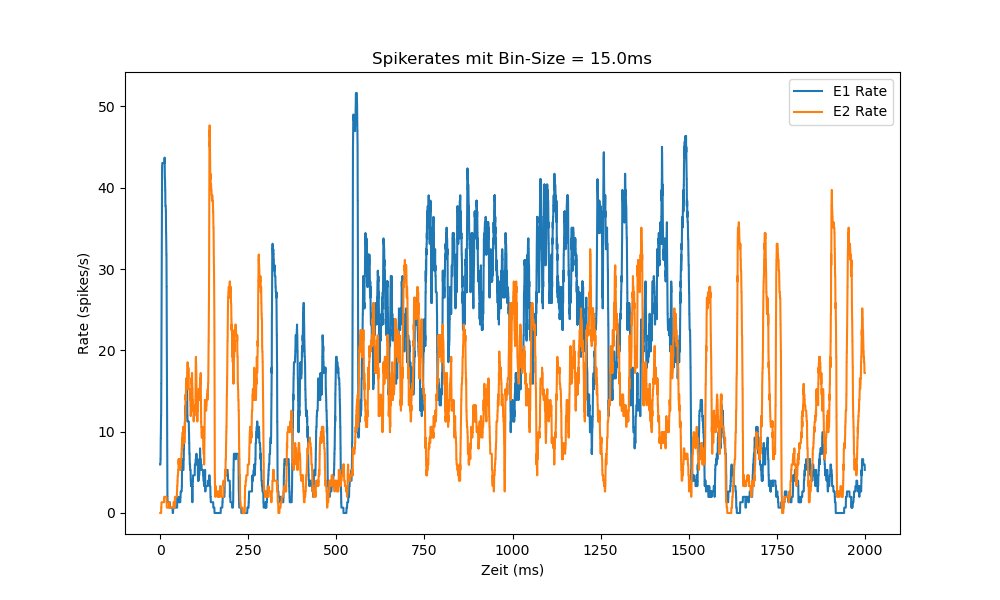 Spikerates mit Bin-Size = 15.0ms
E1 Rate
E2 Rate
Rate (spikes/s)
50
40
30
20
10
0
0 250 500 750 1000 1250 1500 1750 2000
Zeit (ms)